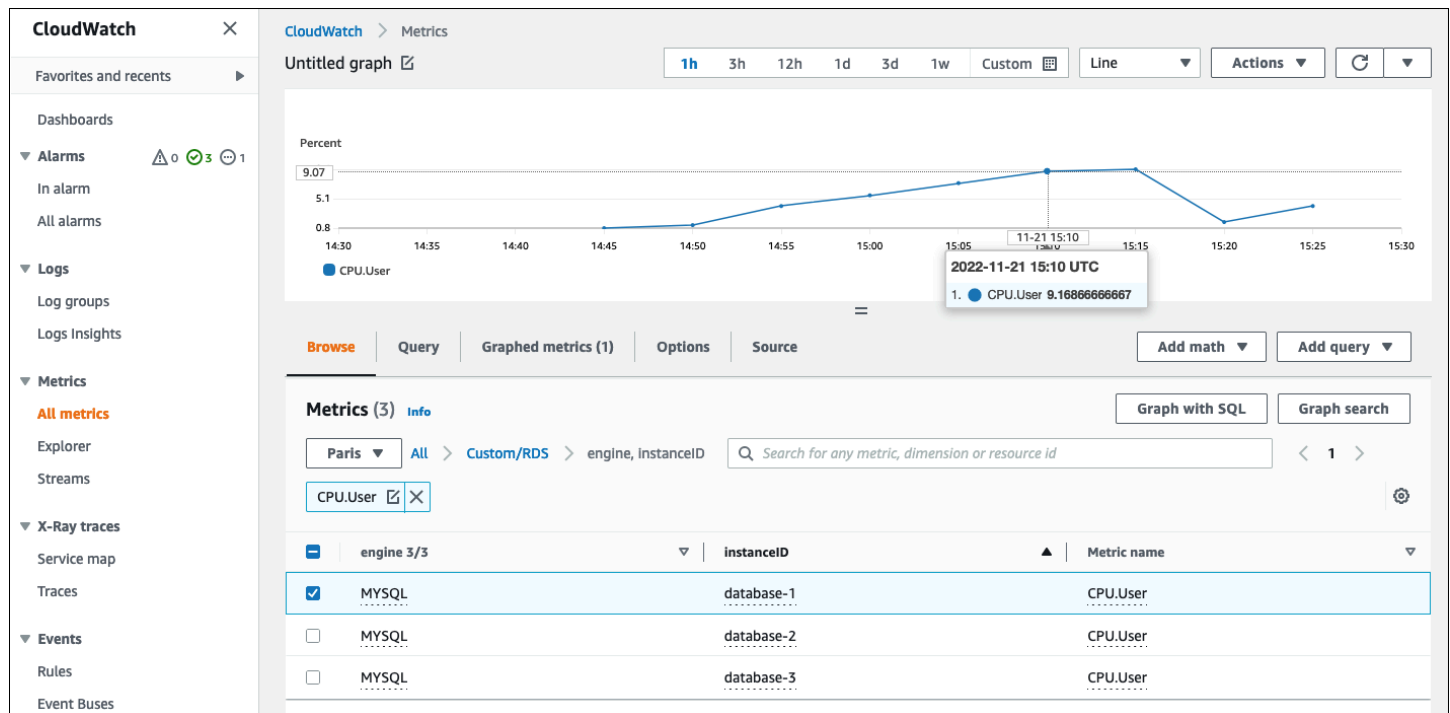 CloudWatch
Favorites and recents
Dashboards
Alarms 0 3 1
In alarm
All alarms
Logs
Log groups
Logs Insights
Metrics
All metrics
Explorer
Streams
X-Ray traces
Service map
Traces
Events
Rules
Event Buses
CloudWatch > Metrics
Untitled graph
1h 3h 12h 1d 3d 1w Custom Line Actions
Percent
9.07
5.1
0.8
14:30 14:35 14:40 14:45 14:50 14:55 15:00 15:05 15:10 15:15 15:20 15:25 15:30
11-21 15:10
CPU.User
2022-11-21 15:10 UTC
1. CPU.User 9.16866666667
Browse Query Graphed metrics (1) Options Source Add math Add query
Metrics (3) Info Graph with SQL Graph search
Paris All > Custom/RDS > engine, instanceID Search for any metric, dimension or resource id < 1 >
CPU.User
engine 3/3 instanceID Metric name
MYSQL database-1 CPU.User
MYSQL database-2 CPU.User
MYSQL database-3 CPU.User